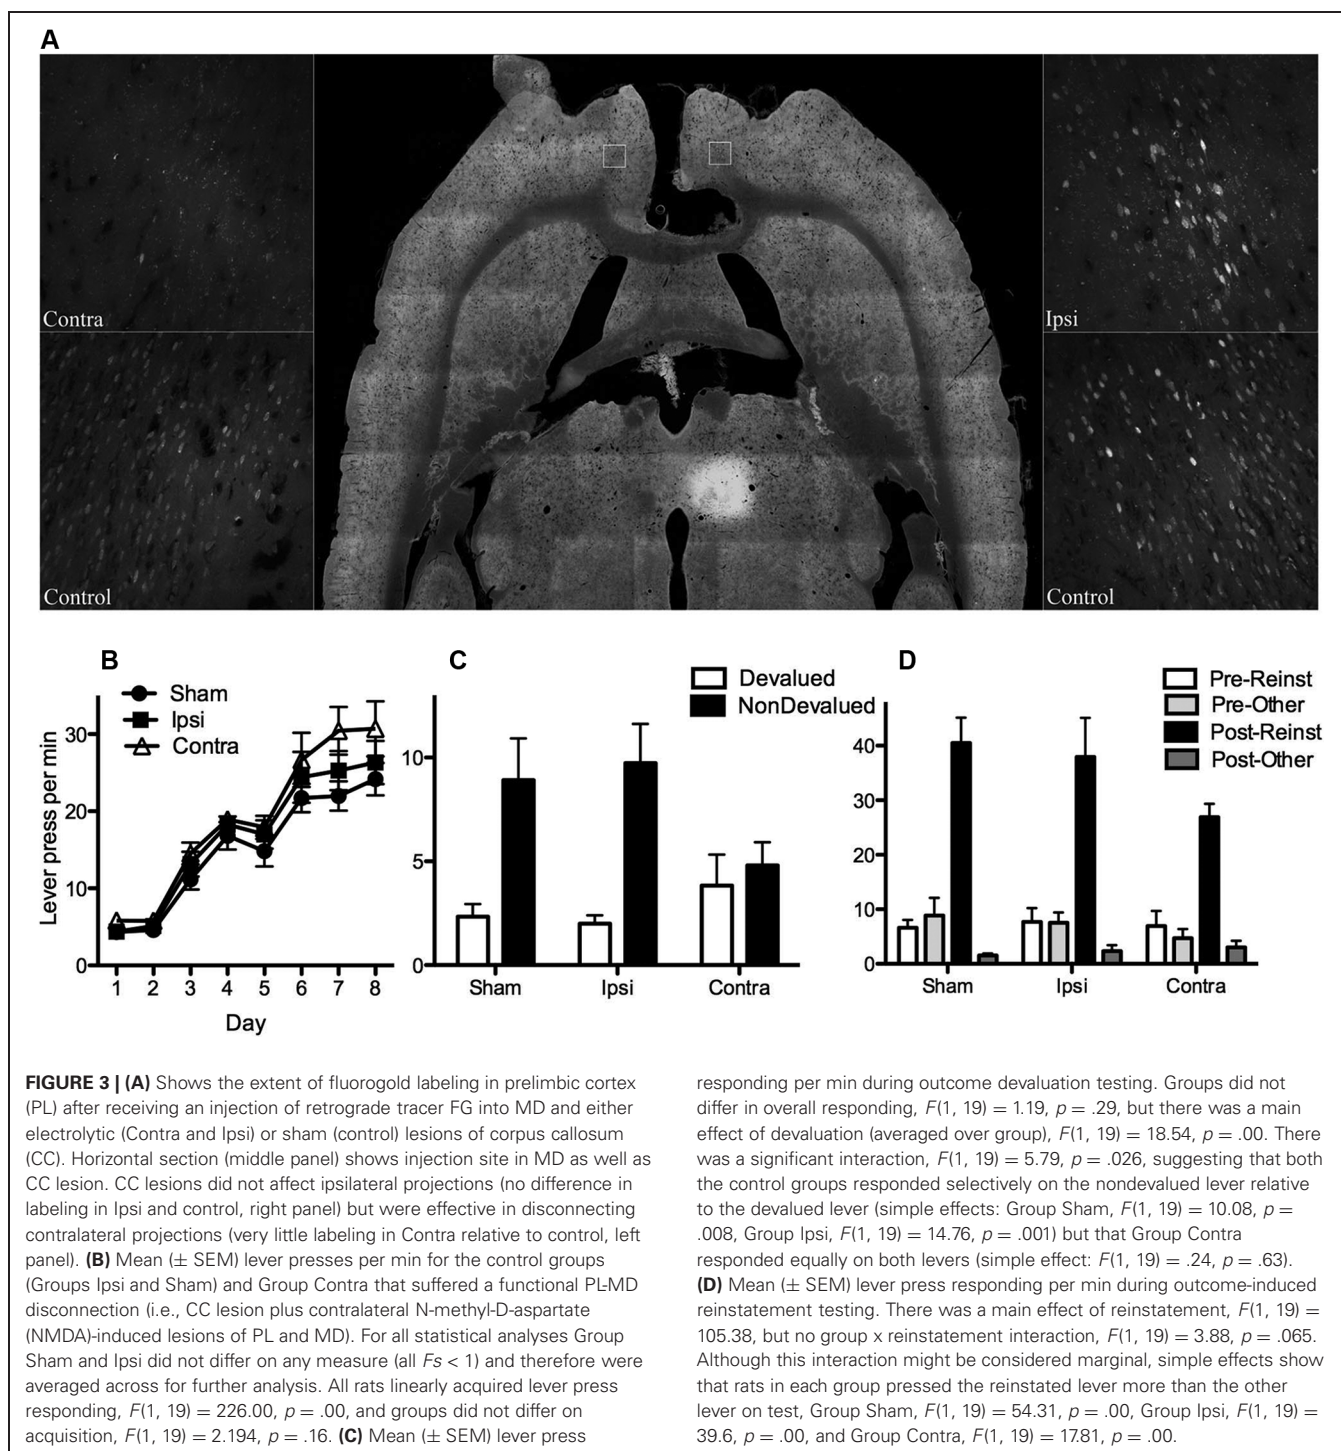 A
Contra
Ipsi
Control
Control
B
Sham
Ipsi
Contra
Lever press per min
30
20
10
0
1 2 3 4 5 6 7 8
Day
C
Devalued
NonDevalued
10
5
0
Sham Ipsi Contra
D
Pre-Reinst
Pre-Other
Post-Reinst
Post-Other
40
30
20
10
0
Sham Ipsi Contra
FIGURE 3 | (A) Shows the extent of fluorogold labeling in prelimbic cortex
(PL) after receiving an injection of retrograde tracer FG into MD and either
electrolytic (Contra and Ipsi) or sham (control) lesions of corpus callosum
(CC). Horizontal section (middle panel) shows injection site in MD as well as
CC lesion. CC lesions did not affect ipsilateral projections (no difference in
labeling in Ipsi and control, right panel) but were effective in disconnecting
contralateral projections (very little labeling in Contra relative to control, left
panel). (B) Mean (± SEM) lever presses per min for the control groups
(Groups Ipsi and Sham) and Group Contra that suffered a functional PL-MD
disconnection (i.e., CC lesion plus contralateral N-methyl-D-aspartate
(NMDA)-induced lesions of PL and MD). For all statistical analyses Group
Sham and Ipsi did not differ on any measure (all Fs < 1) and therefore were
averaged across for further analysis. All rats linearly acquired lever press
responding, F(1, 19) = 226.00, p = .00, and groups did not differ on
acquisition, F(1, 19) = 2.194, p = .16. (C) Mean (± SEM) lever press
responding per min during outcome devaluation testing. Groups did not
differ in overall responding, F(1, 19) = 1.19, p = .29, but there was a main
effect of devaluation (averaged over group), F(1, 19) = 18.54, p = .00. There
was a significant interaction, F(1, 19) = 5.79, p = .026, suggesting that both
the control groups responded selectively on the nondevalued lever relative
to the devalued lever (simple effects: Group Sham, F(1, 19) = 10.08, p =
.008, Group Ipsi, F(1, 19) = 14.76, p = .001) but that Group Contra
responded equally on both levers (simple effect: F(1, 19) = .24, p = .63).
(D) Mean (± SEM) lever press responding per min during outcome-induced
reinstatement testing. There was a main effect of reinstatement, F(1, 19) =
105.38, but no group x reinstatement interaction, F(1, 19) = 3.88, p = .065.
Although this interaction might be considered marginal, simple effects show
that rats in each group pressed the reinstated lever more than the other
lever on test, Group Sham, F(1, 19) = 54.31, p = .00, Group Ipsi, F(1, 19) =
39.6, p = .00, and Group Contra, F(1, 19) = 17.81, p = .00.